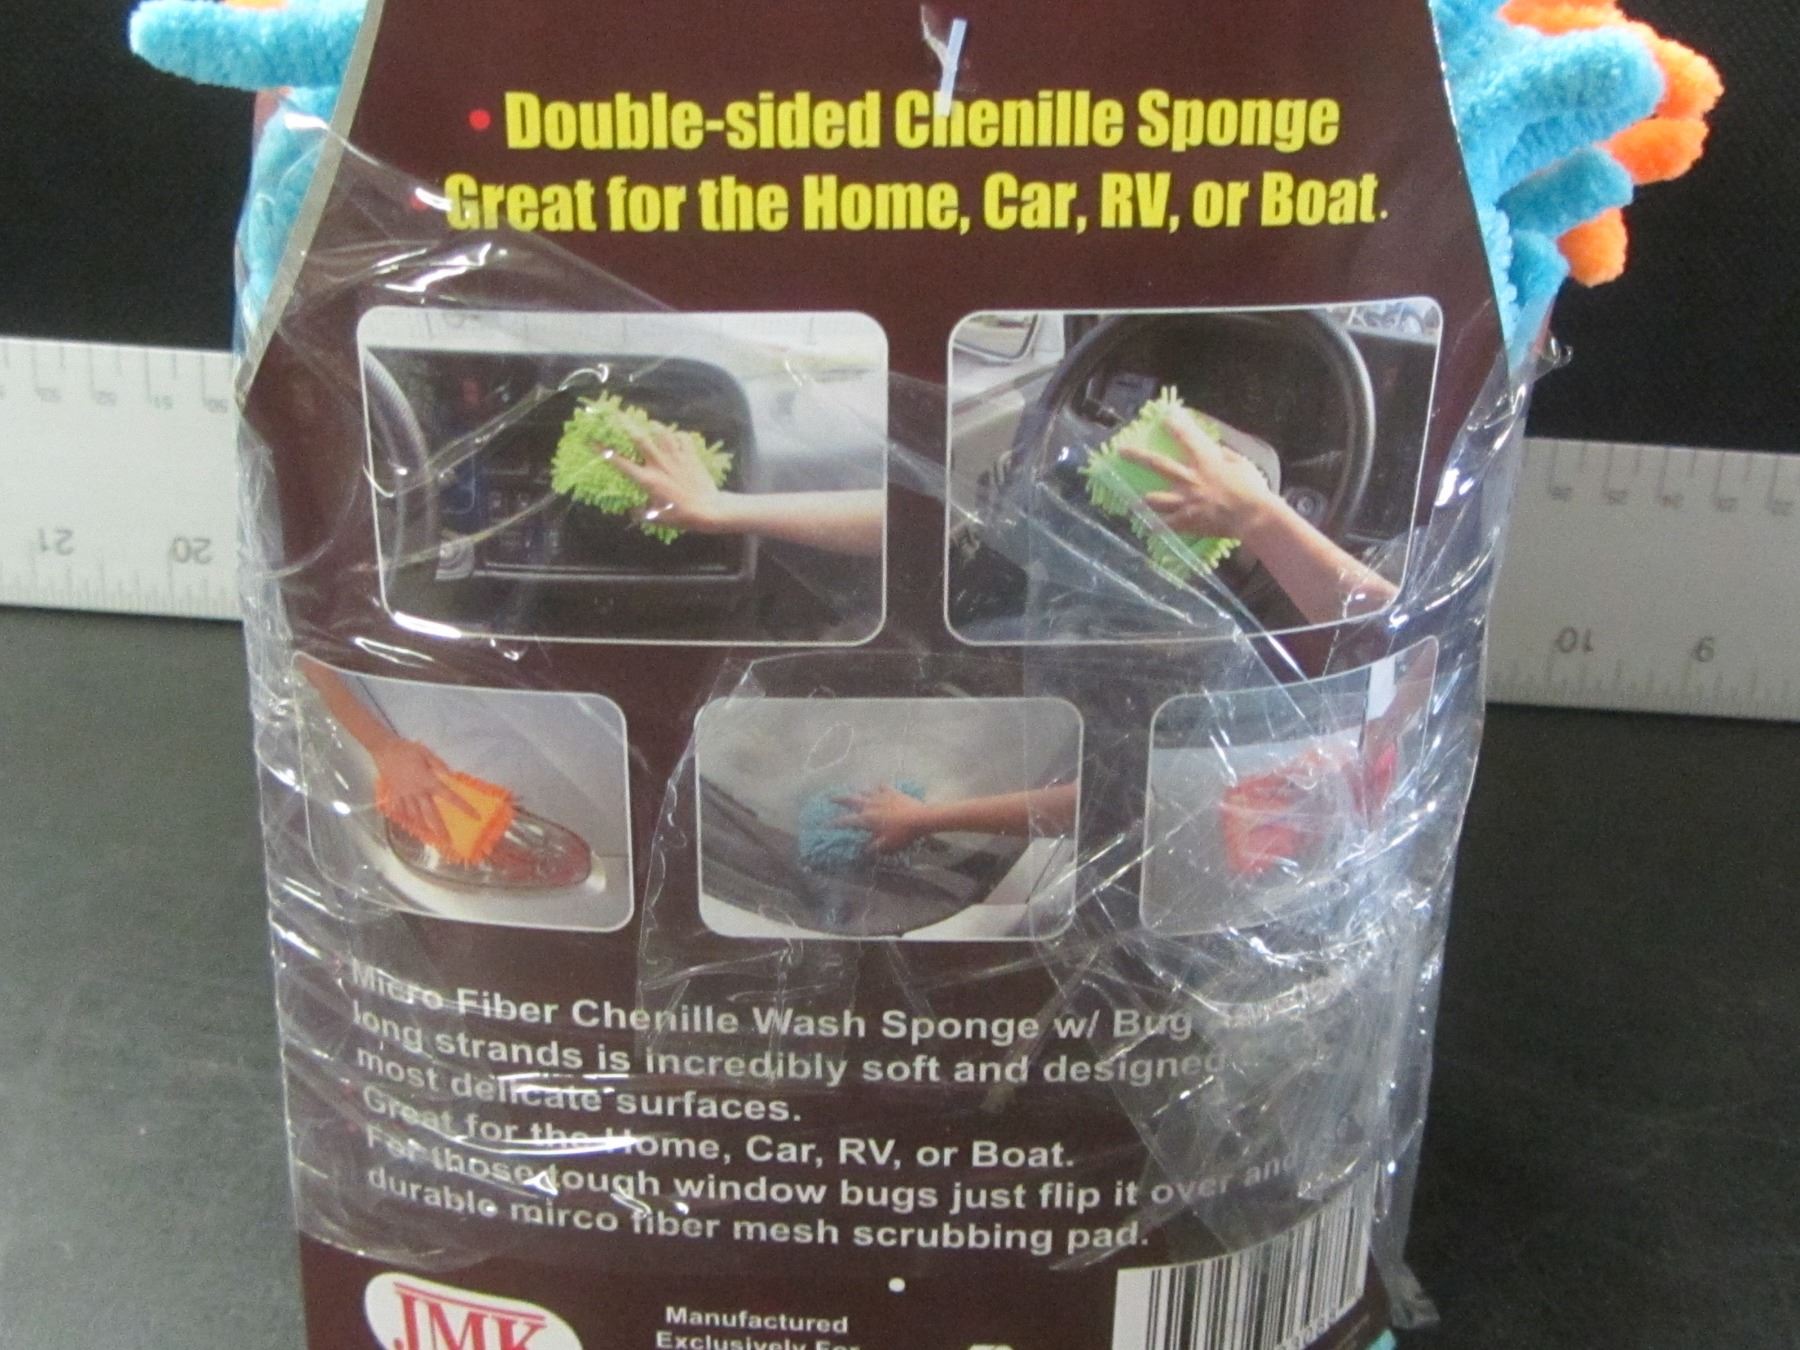 • Double-sided Chenille Sponge
• Great for the Home, Car, RV, or Boat.
Micro Fiber Chenille Wash Sponge w/ Bug
long strands is incredibly soft and designed
most delicate surfaces.
Great for the Home, Car, RV, or Boat.
For those tough window bugs just flip it over and
durable mirco fiber mesh scrubbing pad.
JMK
Manufactured
Exclusively For
21
20
10
9